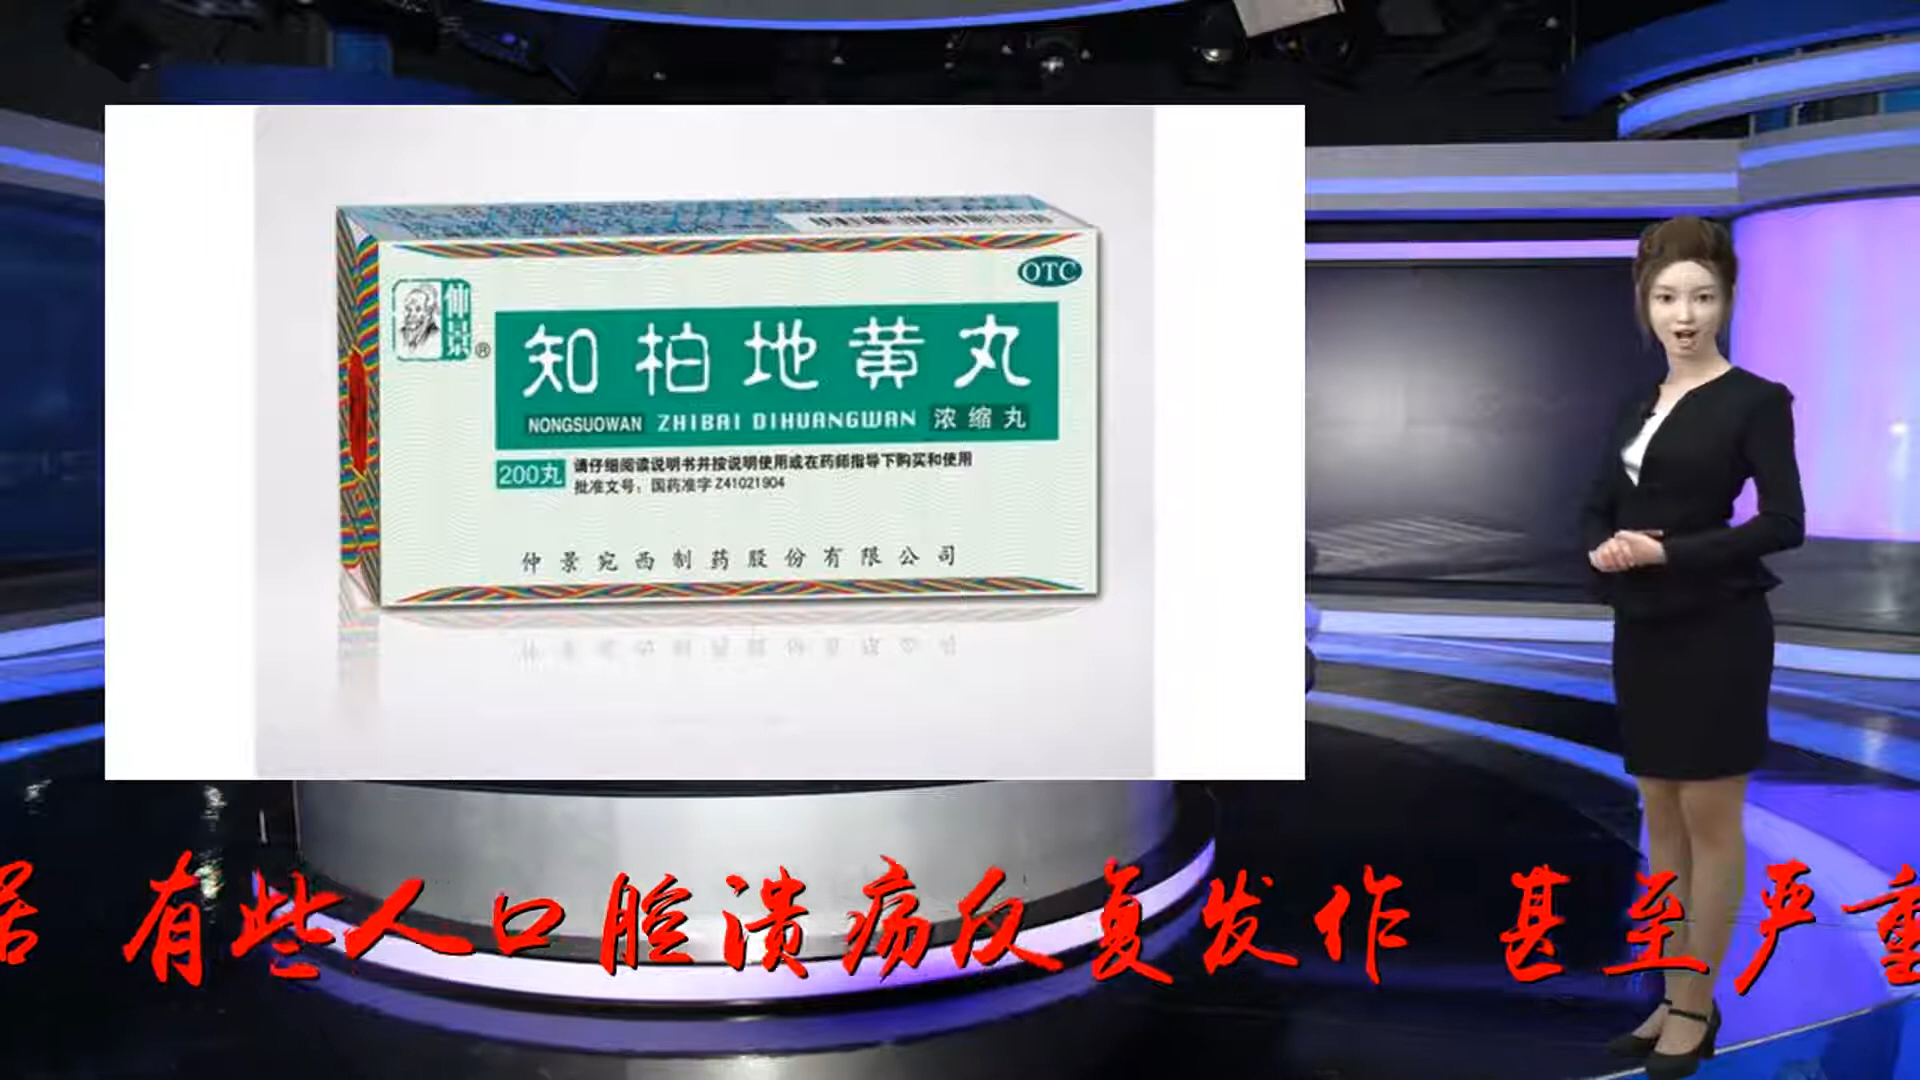 OTC
仲景®
知柏地黄丸
NONGSUOWAN ZHIBAI DIHUANGWAN 浓缩丸
200丸 请仔细阅读说明书并按说明使用或在药师指导下购买和使用
批准文号：国药准字Z41021904
仲景宛西制药股份有限公司
有些人口腔溃疡反复发作 甚至严重